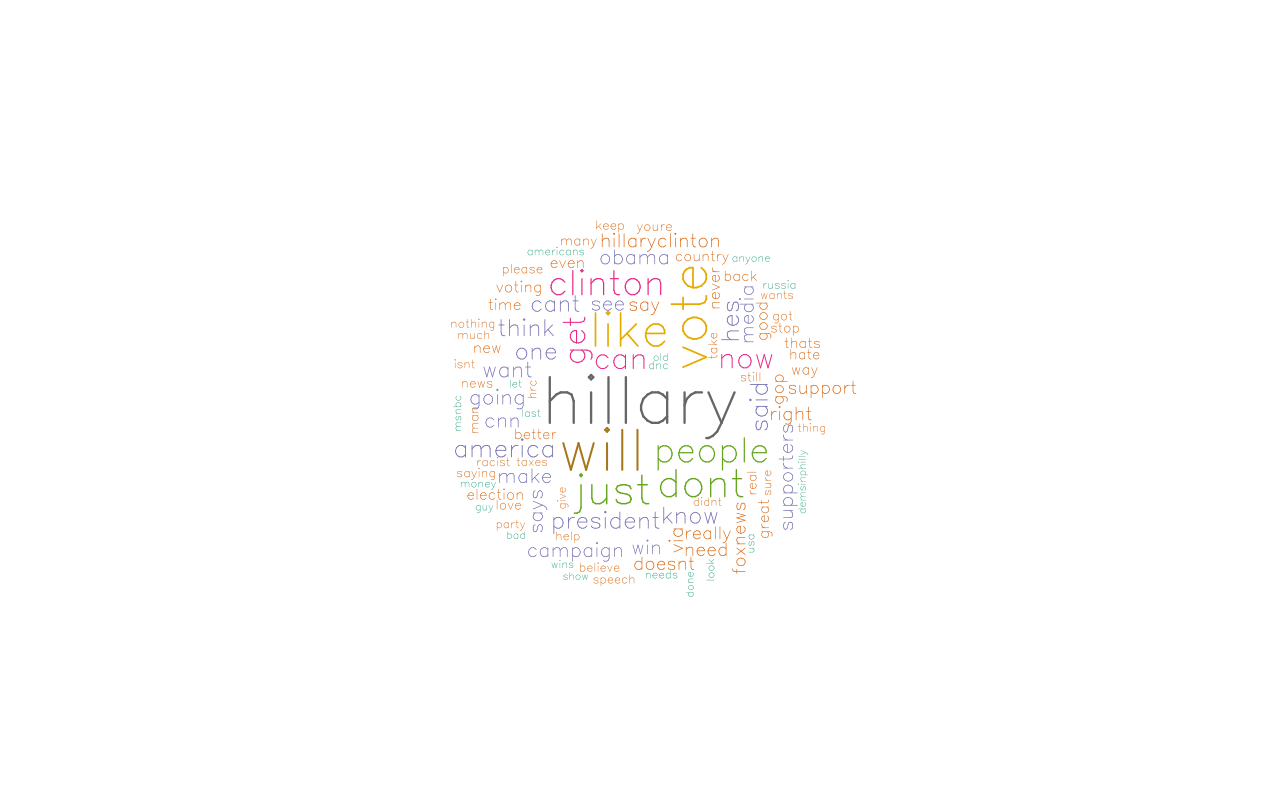 keep youre
many hillaryclinton
americans obama country anyone
please even
clinton vote never back
voting russia
time cant see say hes media good wants
nothing think get like got
much stop
new one can take now thats
isnt want old dnc hate
news let hrc still way
going hillary said gop support
msnbc man cnn last right
better thing
america will people supporters
racist taxes
saying make just dont real sure demsinphilly
money
election says give didnt
guy love great
party president know
bad help via really foxnews usa
campaign win need
wins believe doesnt
show speech needs done look